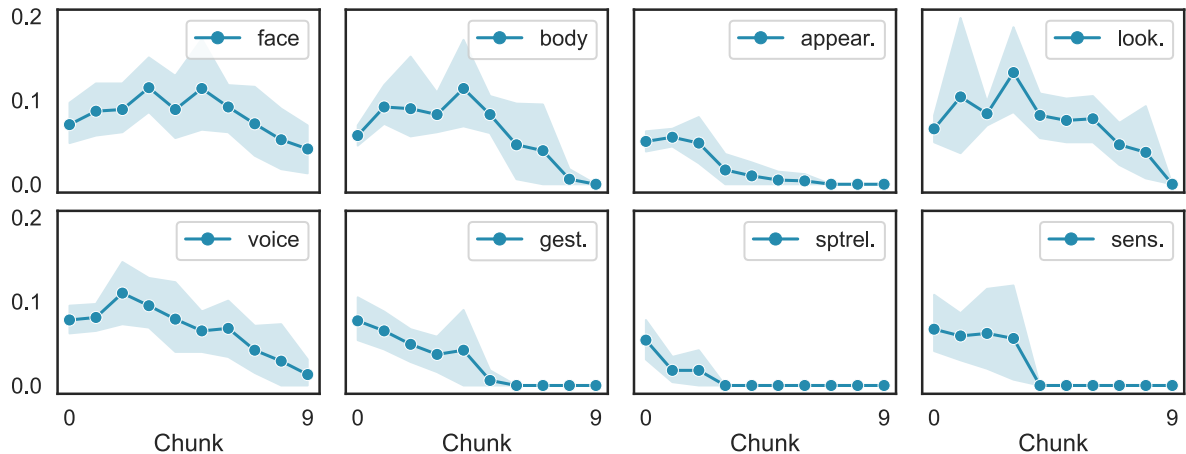 0.2
0.1
0.0
face
body
appear.
look.
0.2
0.1
0.0
voice
gest.
sptrel.
sens.
0 9
0 9
0 9
0 9
Chunk
Chunk
Chunk
Chunk